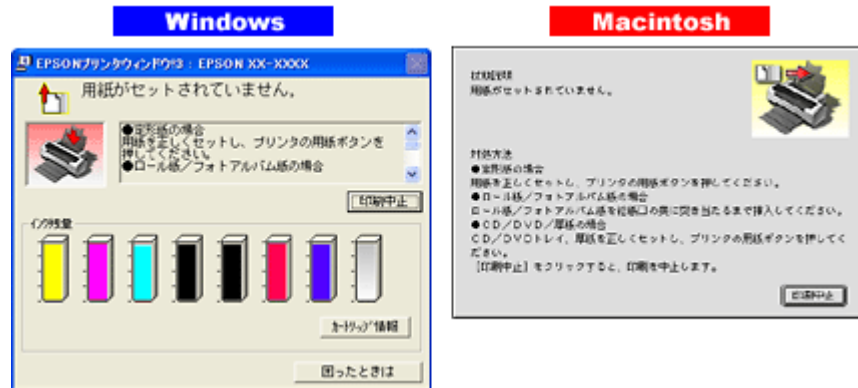 Windows
Macintosh
EPSONプリンタウィンドウ!3 : EPSON XX-XXXX
用紙がセットされていません。
●定形紙の場合
用紙を正しくセットし、プリンタの用紙ボタンを
押してください。
●ロール紙／フォトアルバム紙の場合
印刷中止
インク残量
カートリッジ情報
困ったときは
状態説明
用紙がセットされていません。
対処方法
●定形紙の場合
用紙を正しくセットし、プリンタの用紙ボタンを押してください。
●ロール紙／フォトアルバム紙の場合
ロール紙／フォトアルバム紙を給紙口の奥に突き当たるまで挿入してください。
●CD／DVD／厚紙の場合
CD／DVDトレイ、厚紙を正しくセットし、プリンタの用紙ボタンを押してく
ださい。
［印刷中止］をクリックすると、印刷を中止します。
印刷中止